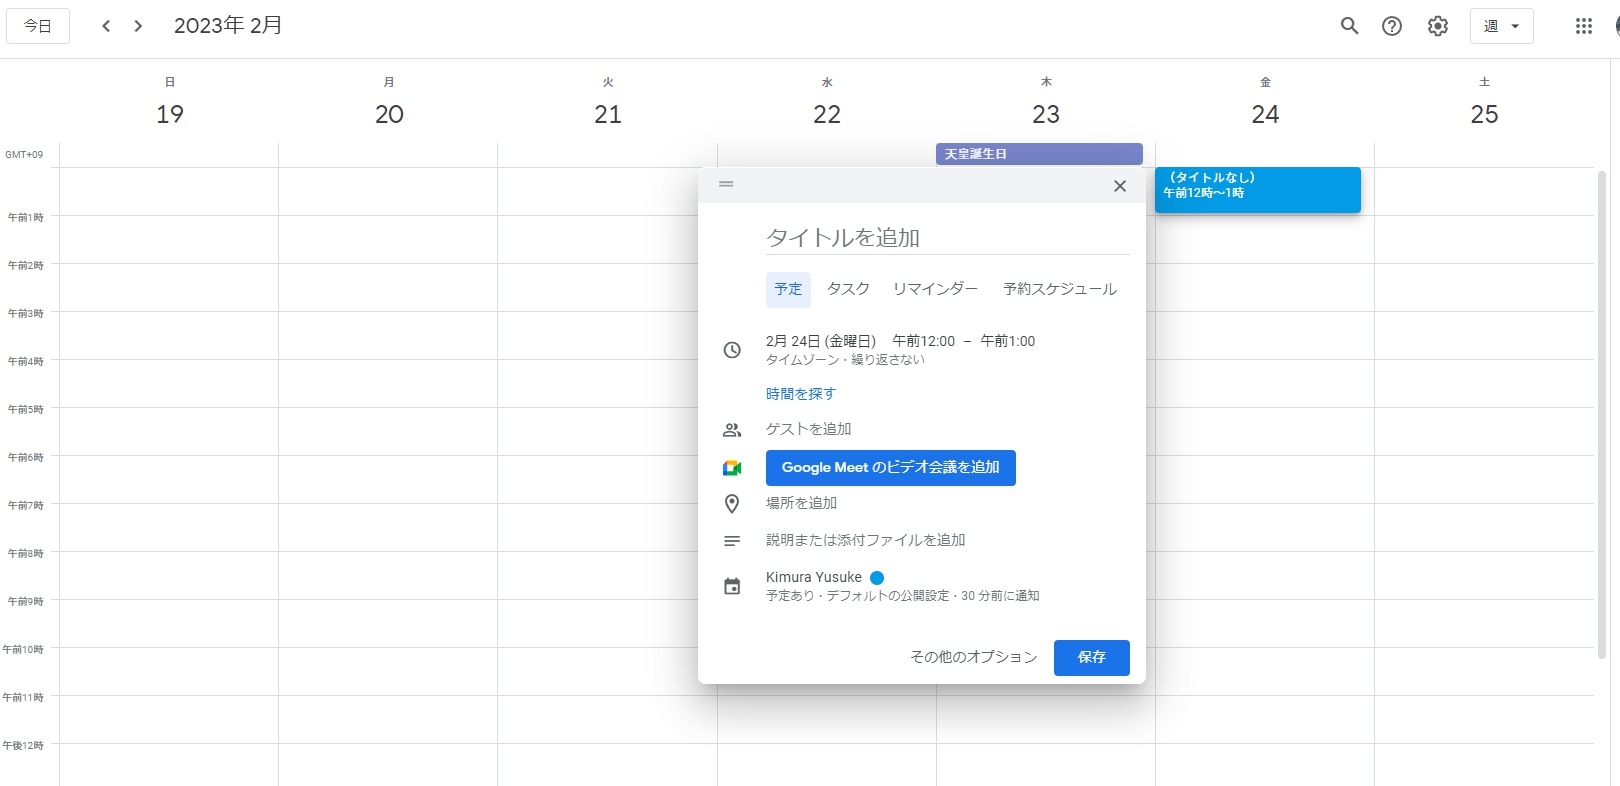 今日
2023年 2月
週
日
月
火
水
木
金
土
19
20
21
22
23
24
25
GMT+09
天皇誕生日
（タイトルなし）
午前12時～1時
午前1時
午前2時
午前3時
午前4時
午前5時
午前6時
午前7時
午前8時
午前9時
午前10時
午前11時
午後12時
タイトルを追加
予定 タスク リマインダー 予約スケジュール
2月 24日 (金曜日) 午前12:00 – 午前1:00
タイムゾーン・繰り返さない
時間を探す
ゲストを追加
Google Meet のビデオ会議を追加
場所を追加
説明または添付ファイルを追加
Kimura Yusuke
予定あり・デフォルトの公開設定・30 分前に通知
その他のオプション
保存